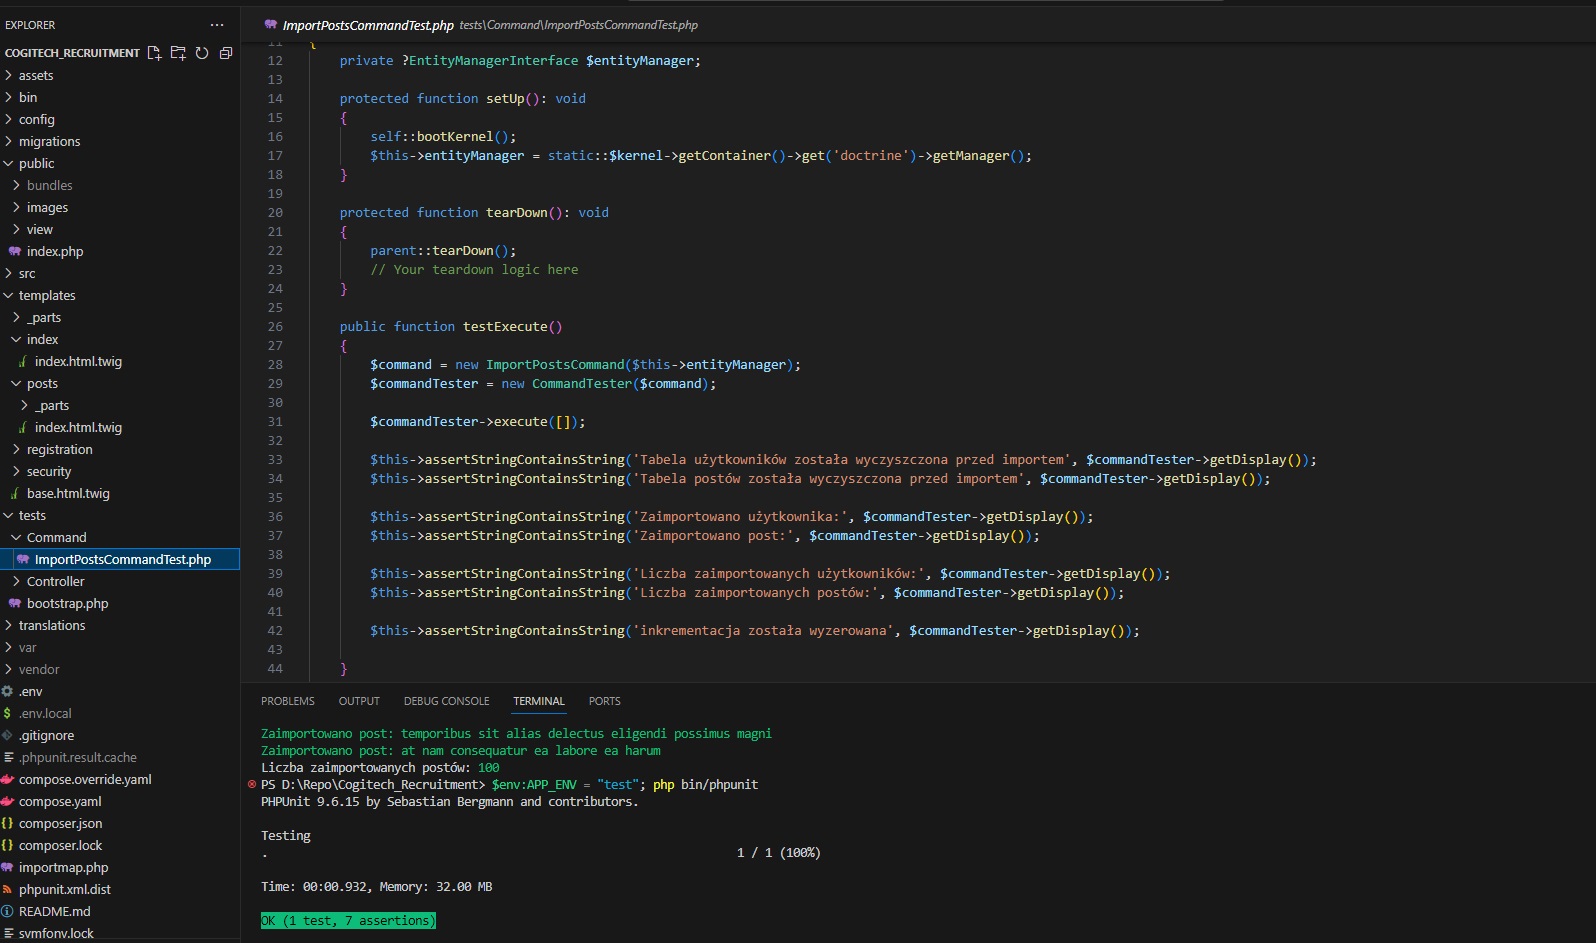 EXPLORER
···
COGITECH_RECRUITMENT
assets
bin
config
migrations
public
bundles
images
view
index.php
src
templates
_parts
index
index.html.twig
posts
_parts
index.html.twig
registration
security
base.html.twig
tests
Command
ImportPostsCommandTest.php
Controller
bootstrap.php
translations
var
vendor
.env
.env.local
.gitignore
.phpunit.result.cache
compose.override.yaml
compose.yaml
composer.json
composer.lock
importmap.php
phpunit.xml.dist
README.md
symfony.lock
ImportPostsCommandTest.php tests\Command\ImportPostsCommandTest.php
11 {
12 private ?EntityManagerInterface $entityManager;
13
14 protected function setUp(): void
15 {
16 self::bootKernel();
17 $this->entityManager = static::$kernel->getContainer()->get('doctrine')->getManager();
18 }
19
20 protected function tearDown(): void
21 {
22 parent::tearDown();
23 // Your teardown logic here
24 }
25
26 public function testExecute()
27 {
28 $command = new ImportPostsCommand($this->entityManager);
29 $commandTester = new CommandTester($command);
30
31 $commandTester->execute([]);
32
33 $this->assertStringContainsString('Tabela użytkowników została wyczyszczona przed importem', $commandTester->getDisplay());
34 $this->assertStringContainsString('Tabela postów została wyczyszczona przed importem', $commandTester->getDisplay());
35
36 $this->assertStringContainsString('Zaimportowano użytkownika:', $commandTester->getDisplay());
37 $this->assertStringContainsString('Zaimportowano post:', $commandTester->getDisplay());
38
39 $this->assertStringContainsString('Liczba zaimportowanych użytkowników:', $commandTester->getDisplay());
40 $this->assertStringContainsString('Liczba zaimportowanych postów:', $commandTester->getDisplay());
41
42 $this->assertStringContainsString('inkrementacja została wyzerowana', $commandTester->getDisplay());
43
44 }
PROBLEMS OUTPUT DEBUG CONSOLE TERMINAL PORTS
Zaimportowano post: temporibus sit alias delectus eligendi possimus magni
Zaimportowano post: at nam consequatur ea labore ea harum
Liczba zaimportowanych postów: 100
PS D:\Repo\Cogitech_Recruitment> $env:APP_ENV = "test"; php bin/phpunit
PHPUnit 9.6.15 by Sebastian Bergmann and contributors.
Testing
. 1 / 1 (100%)
Time: 00:00.932, Memory: 32.00 MB
OK (1 test, 7 assertions)